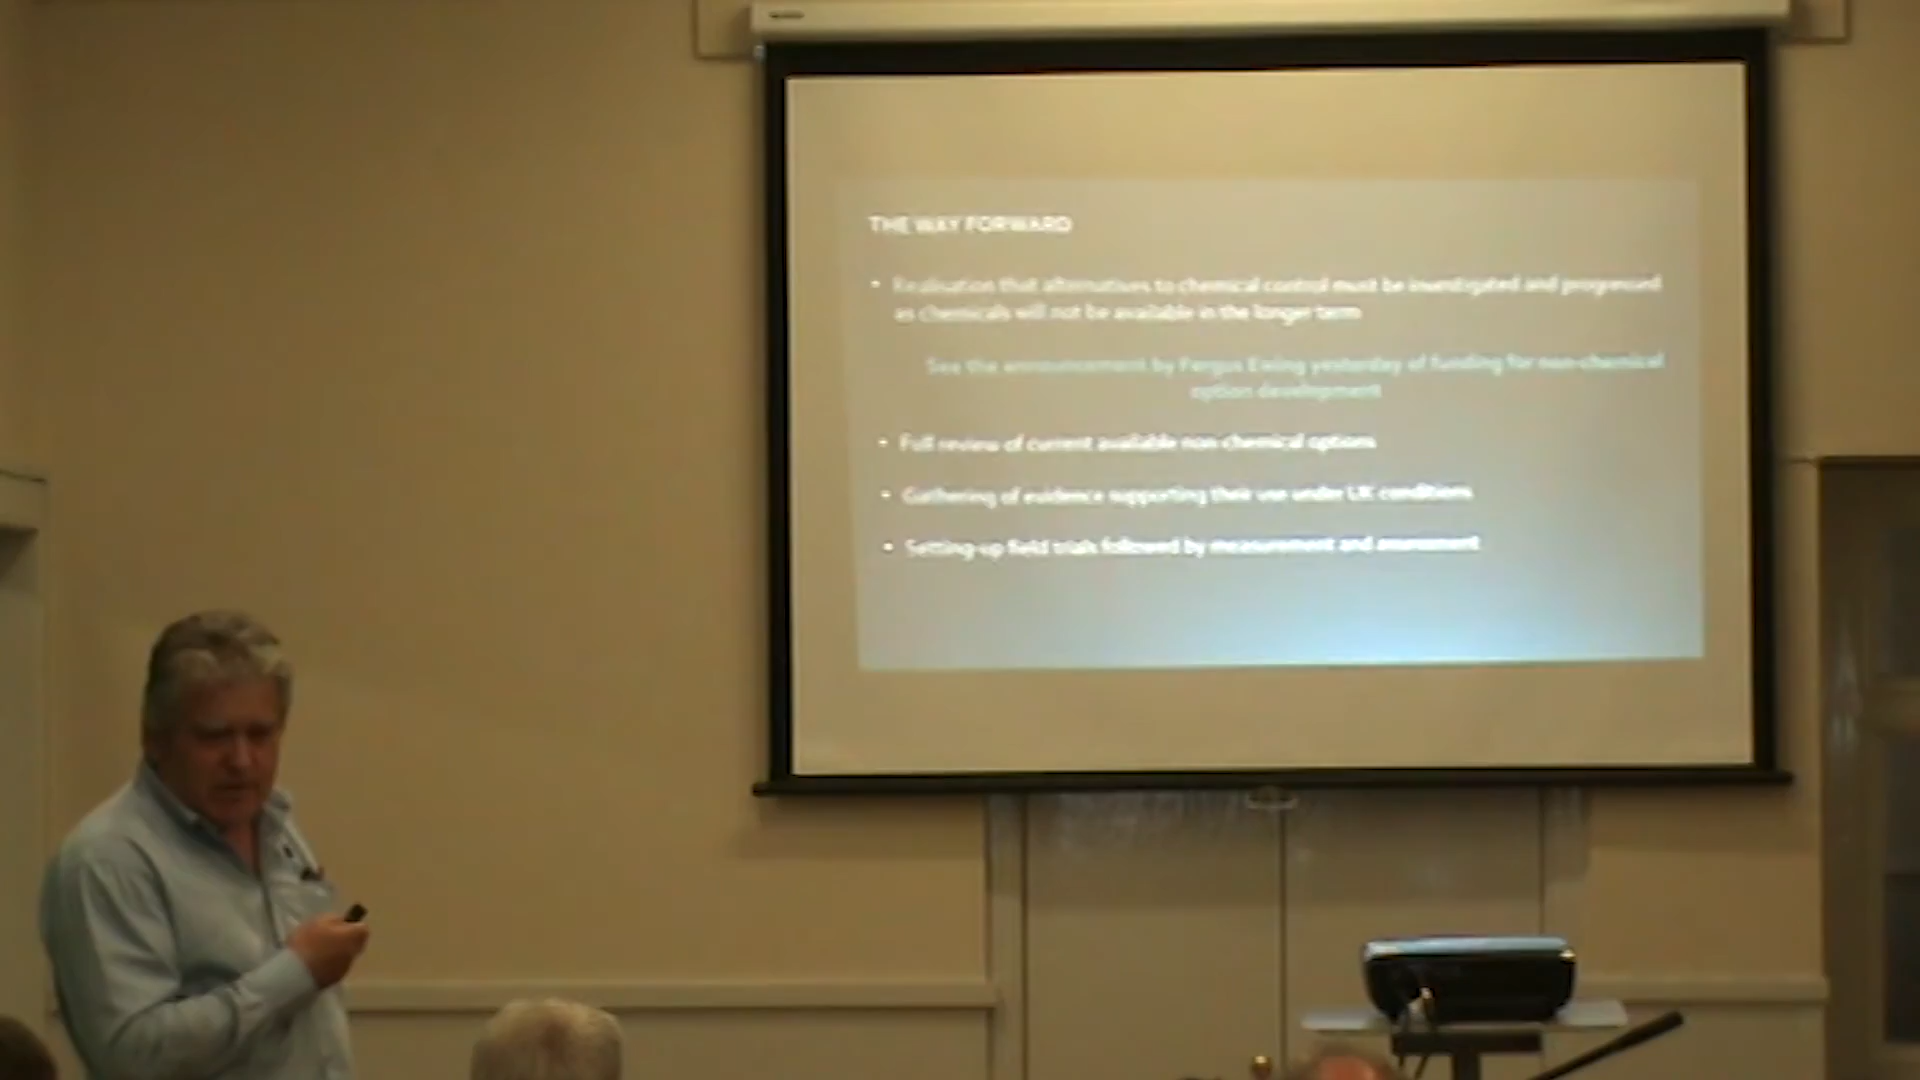 THE WAY FORWARD
• Realisation that alternatives to chemical control must be investigated and progressed
as chemicals will not be available in the longer term
See the announcement by Fergus Ewing yesterday of funding for non-chemical
option development
• Full review of current available non-chemical options
• Gathering of evidence supporting their use under UK conditions
• Setting-up field trials followed by measurement and assessment